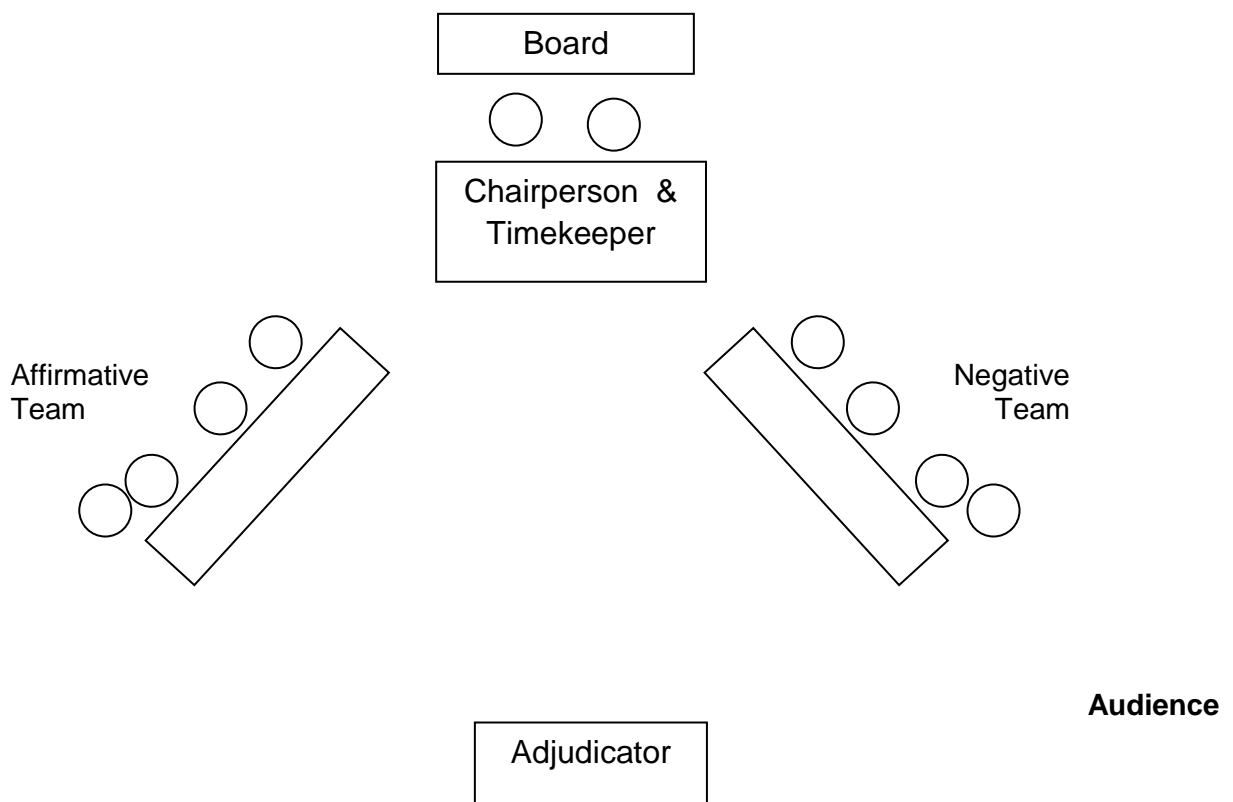 Board
Chairperson & 
Timekeeper
Affirmative
Team
Negative
Team
Audience
Adjudicator